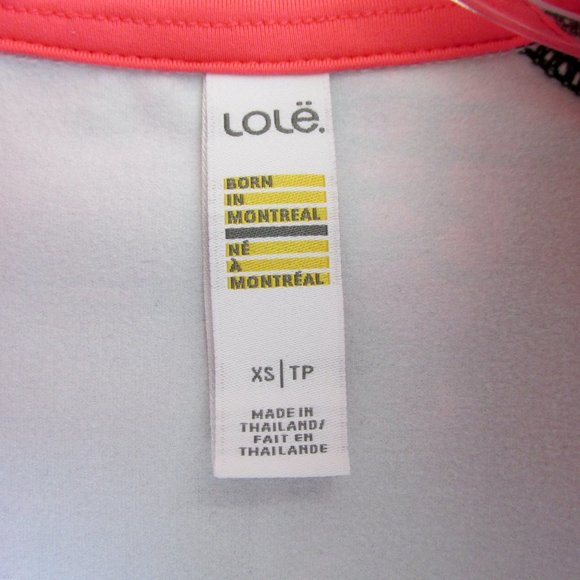 Lolë.
BORN
IN
MONTREAL
NÉ
À
MONTRÉAL
XS|TP
MADE IN
THAILAND/
FAIT EN
THAILANDE